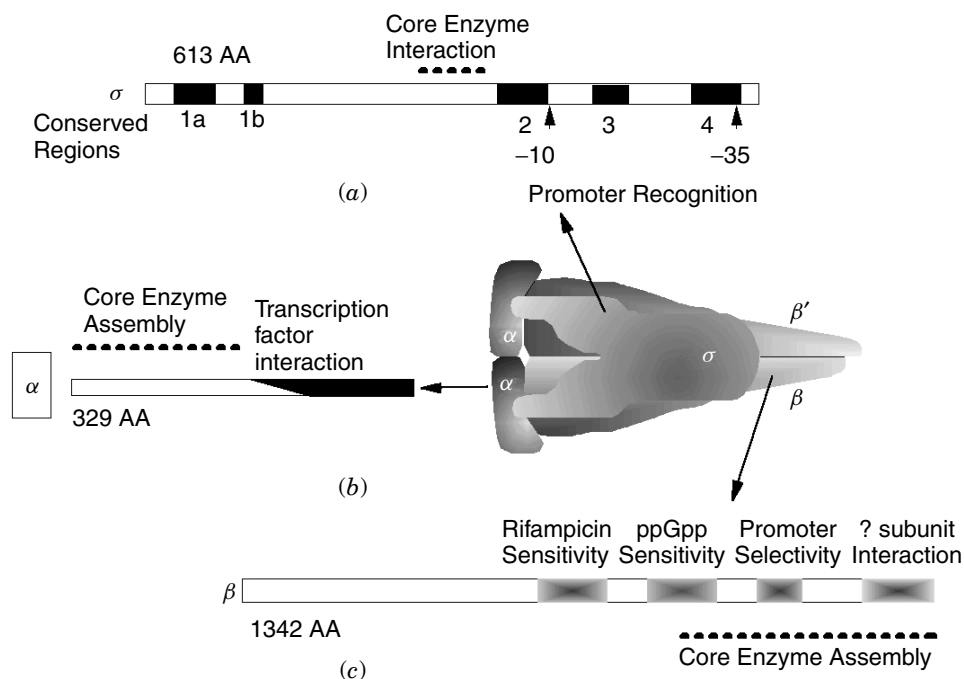 Core Enzyme
Interaction
613 AA
σ
Conserved
Regions
1a
1b
2
3
4
–10
–35
(a)
Promoter Recognition
Core Enzyme
Assembly
Transcription
factor
interaction
α
329 AA
α
α
σ
β′
β
(b)
Rifampicin
Sensitivity
ppGpp
Sensitivity
Promoter
Selectivity
? subunit
Interaction
β
1342 AA
Core Enzyme Assembly
(c)